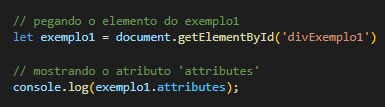 // pegando o elemento do exemplo1
let exemplo1 = document.getElementById('divExemplo1')
// mostrando o atributo 'attributes'
console.log(exemplo1.attributes);